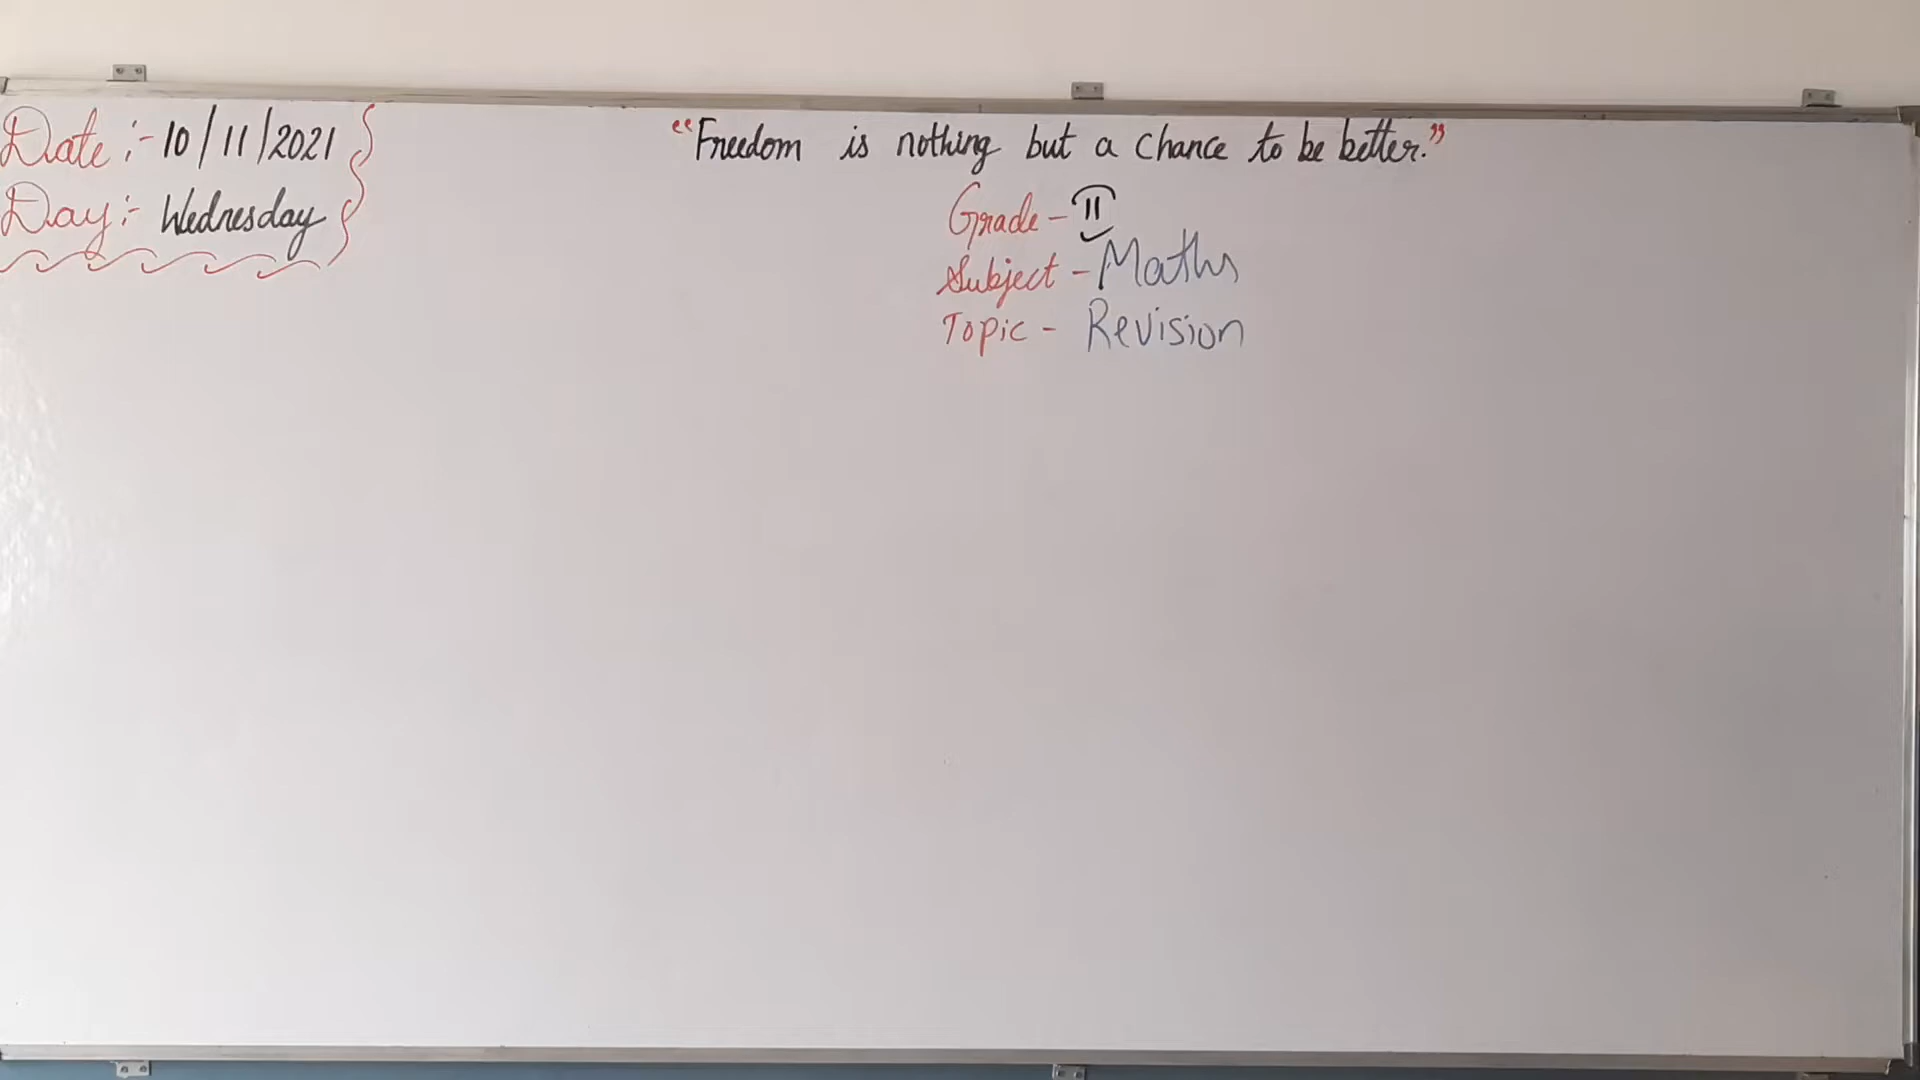 Date :- 10/11/2021
Day :- Wednesday
"Freedom is nothing but a chance to be better."
Grade - II
Subject - Maths
Topic - Revision